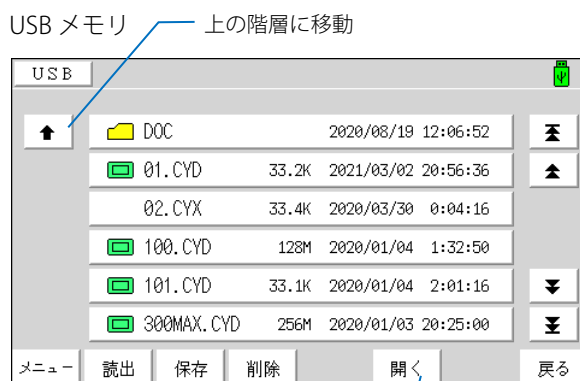 USB メモリ
上の階層に移動
USB
DOC 2020/08/19 12:06:52
01.CYD 33.2K 2021/03/02 20:56:36
02.CYX 33.4K 2020/03/30 0:04:16
100.CYD 128M 2020/01/04 1:32:50
101.CYD 33.1K 2020/01/04 2:01:16
300MAX.CYD 256M 2020/01/03 20:25:00
メニュー 読出 保存 削除 開く 戻る